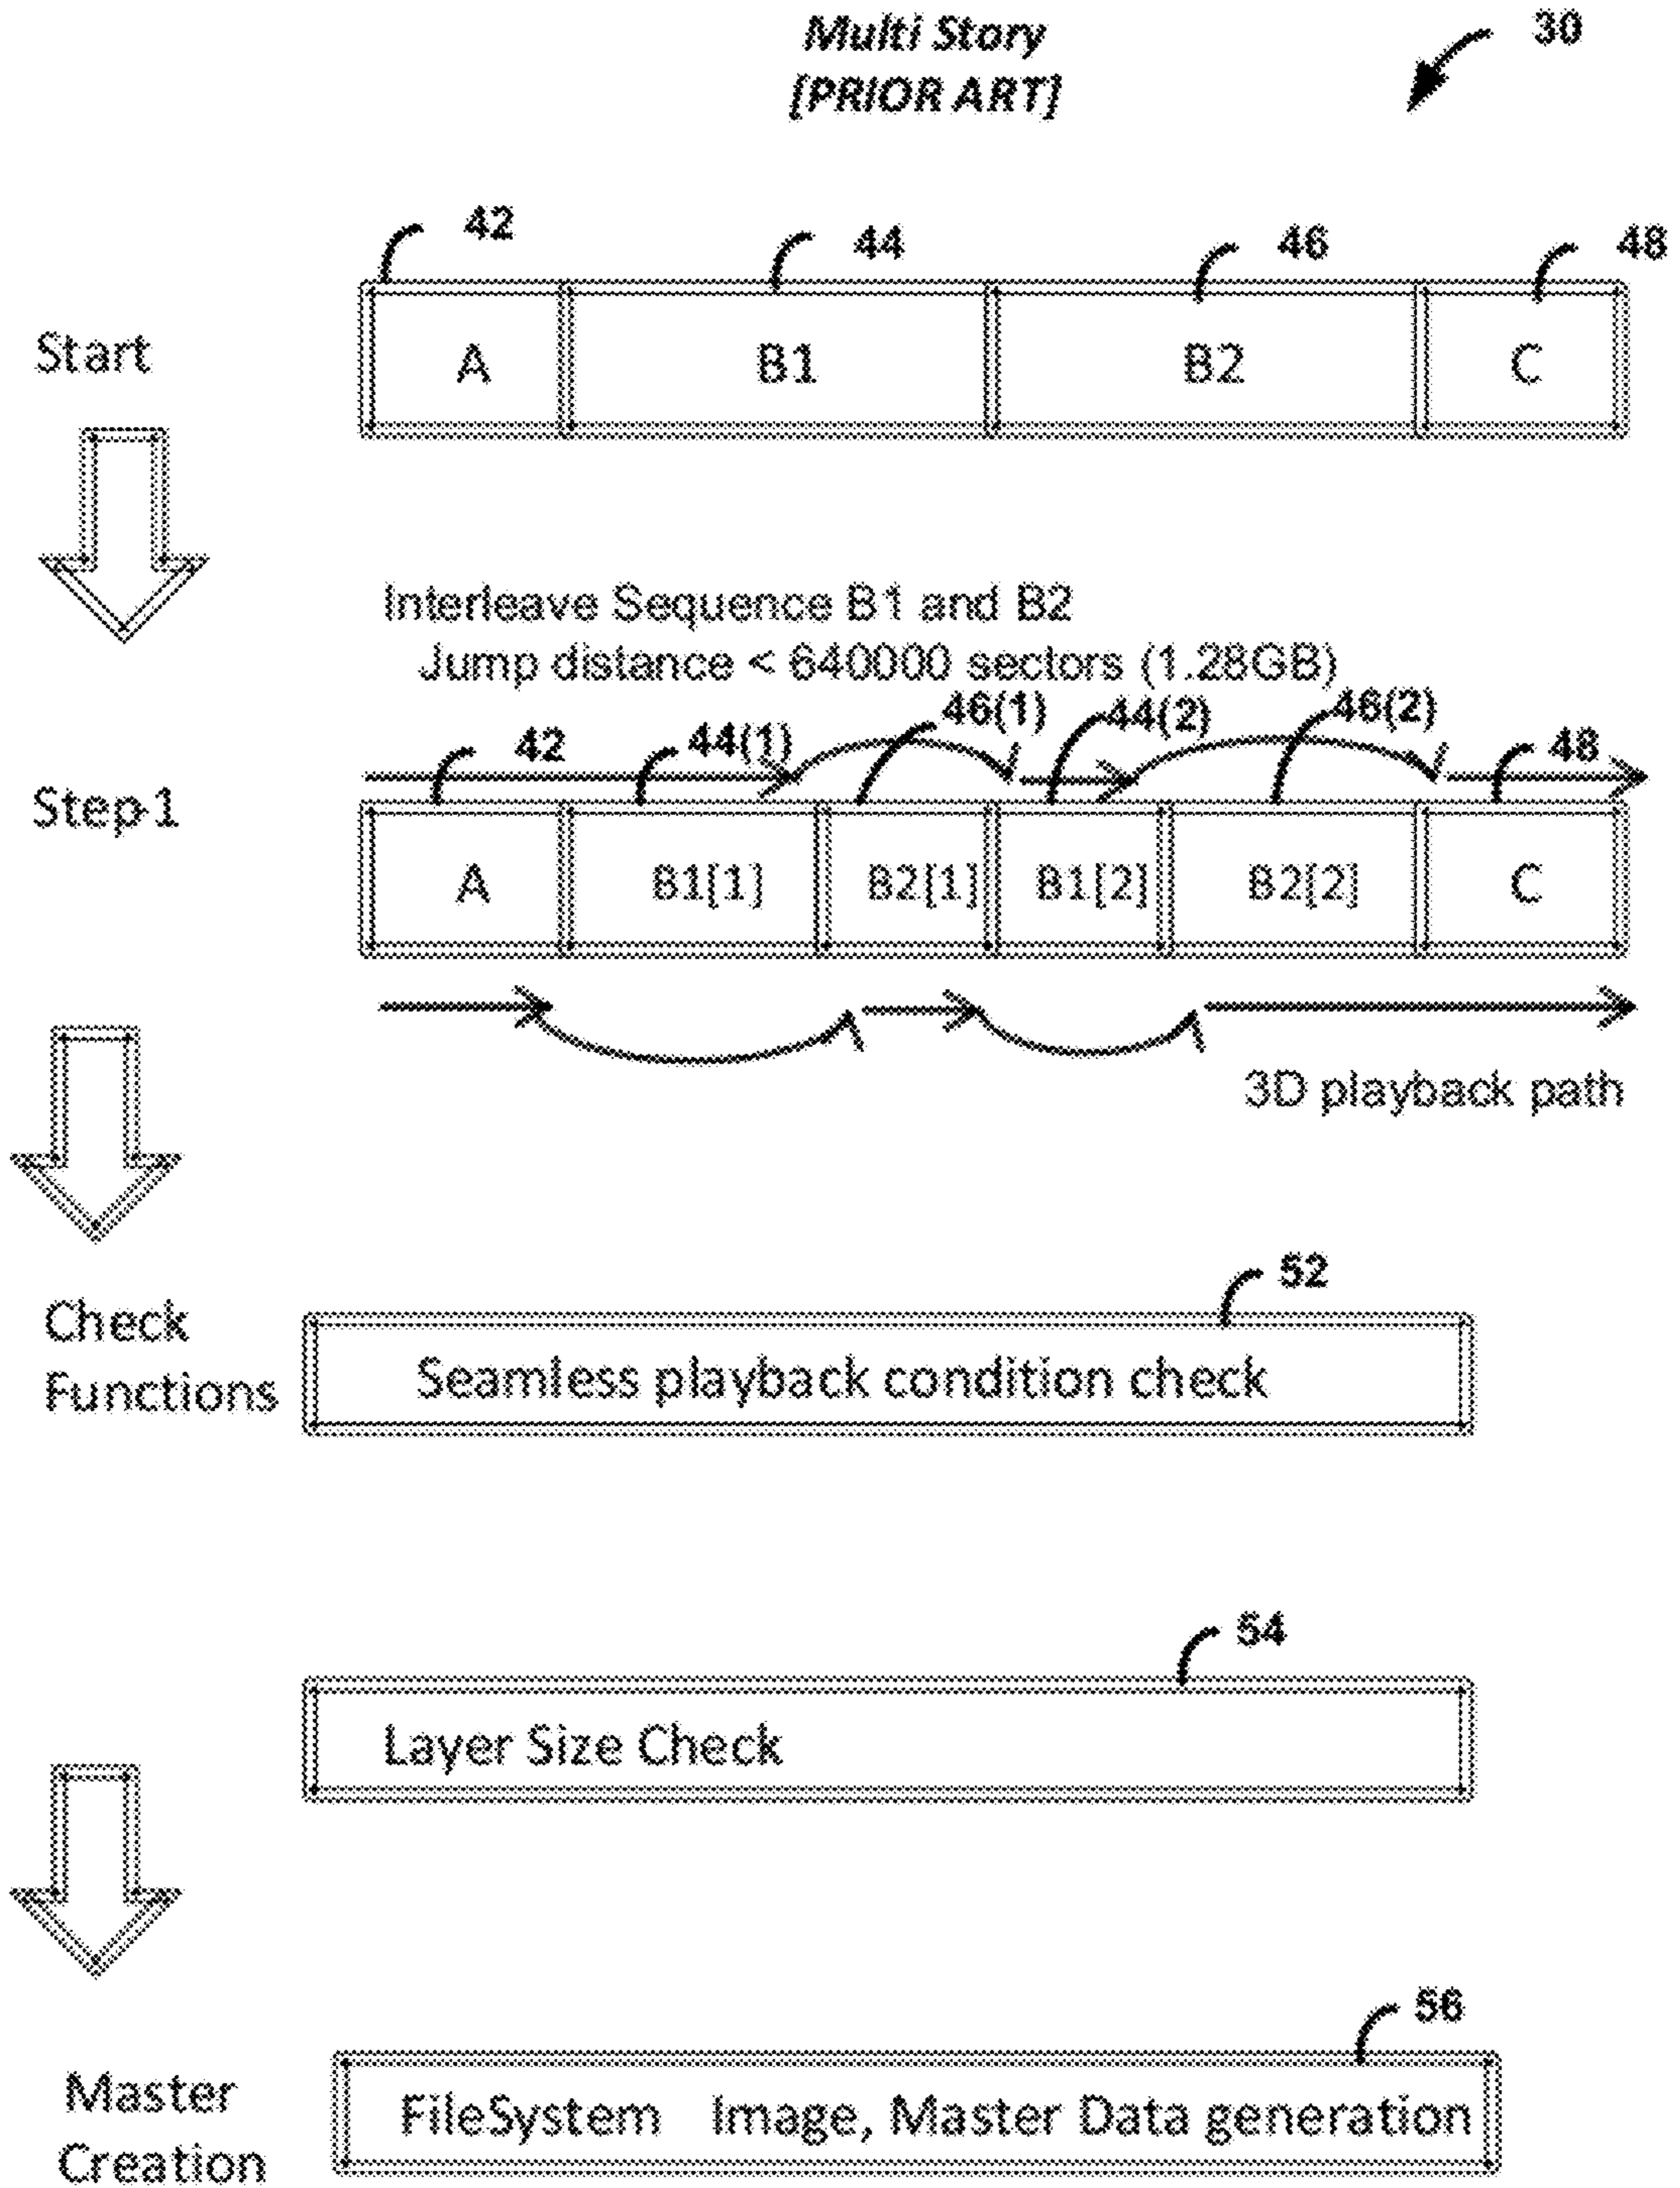 Multi Story
[PRIOR ART]
30
42
44
46
48
Start
A
B1
B2
C
Interleave Sequence B1 and B2
Jump distance < 640000 sectors (1.28GB)
42
44(1)
46(1)
44(2)
46(2)
48
Step 1
A
B1[1]
B2[1]
B1[2]
B2[2]
C
3D playback path
52
Check
Functions
Seamless playback condition check
54
Layer Size Check
56
Master
Creation
FileSystem Image, Master Data generation